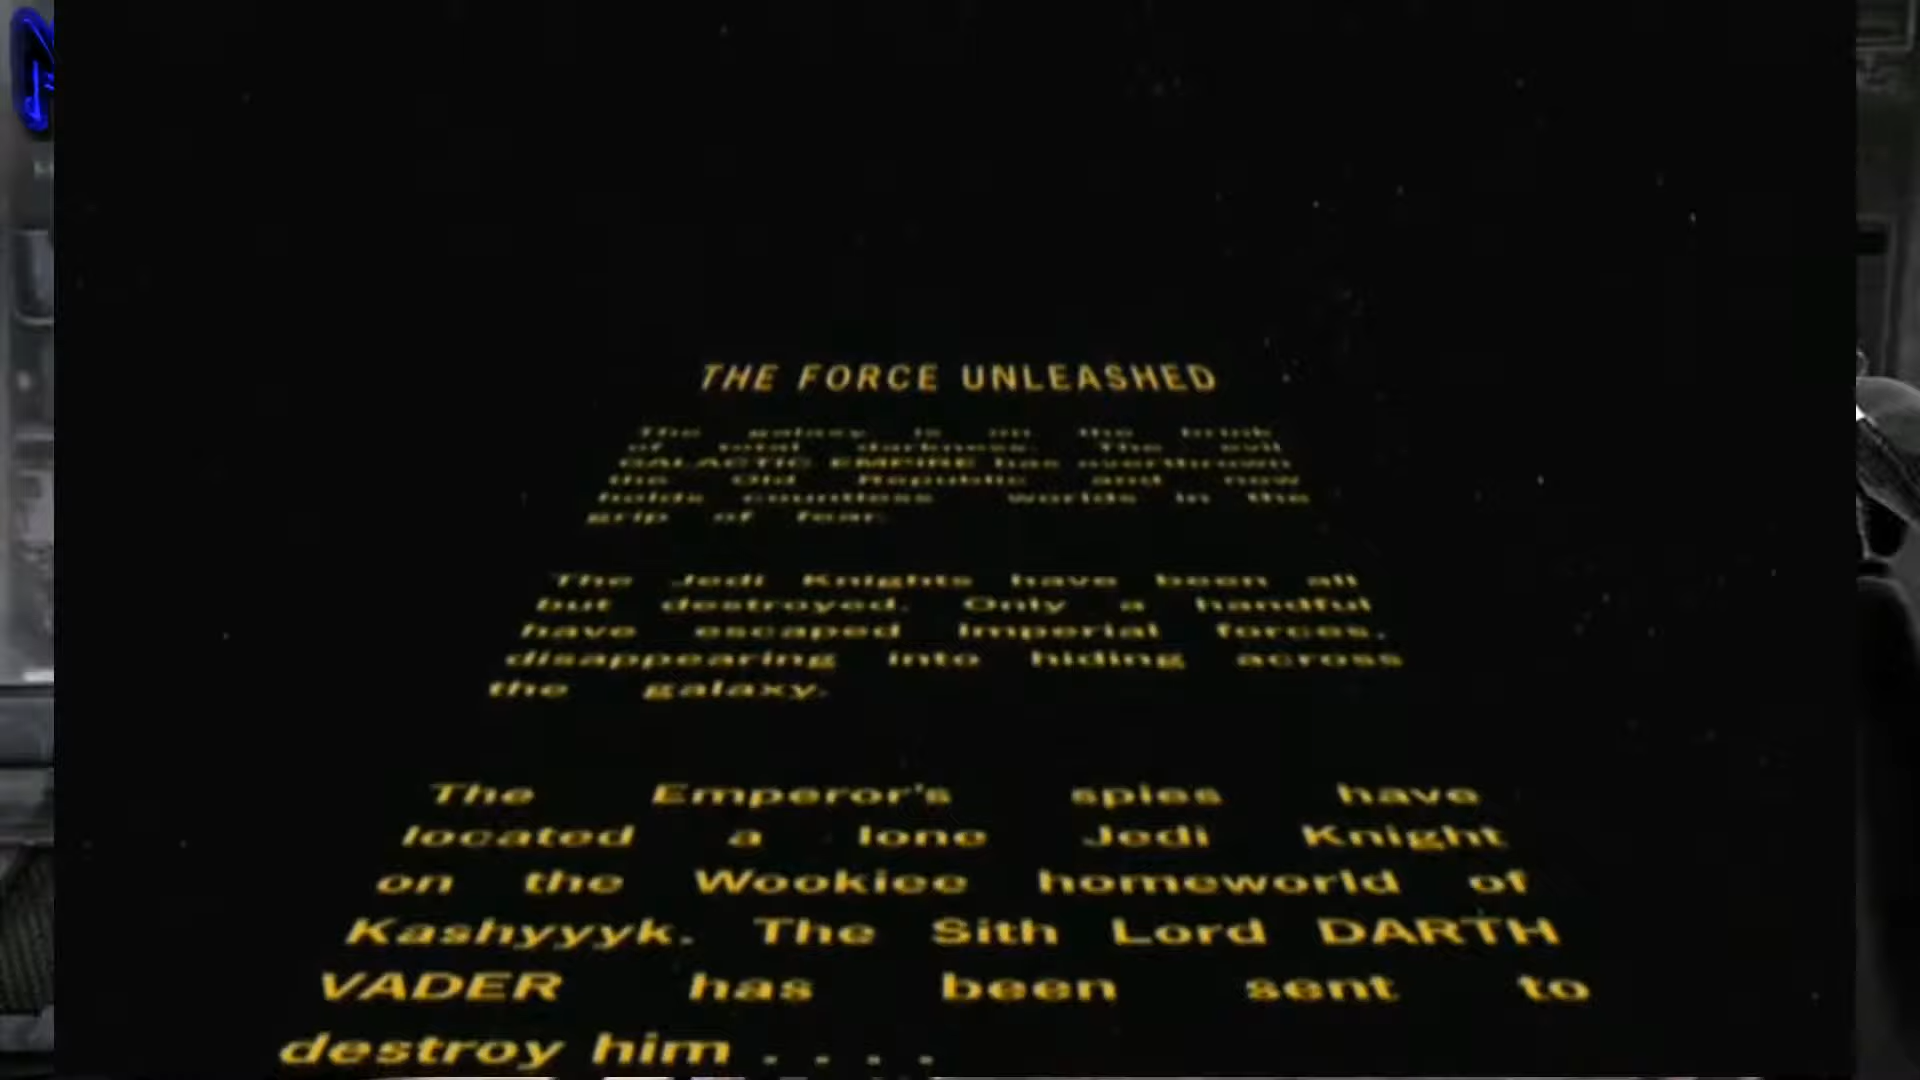 THE FORCE UNLEASHED
The galaxy is on the brink
of total darkness. The evil
GALACTIC EMPIRE has overthrown
the Old Republic and now
holds countless worlds in the
grip of fear.
The Jedi Knights have been all
but destroyed. Only a handful
have escaped Imperial forces,
disappearing into hiding across
the galaxy.
The Emperor's spies have
located a lone Jedi Knight
on the Wookiee homeworld of
Kashyyyk. The Sith Lord DARTH
VADER has been sent to
destroy him . . . .